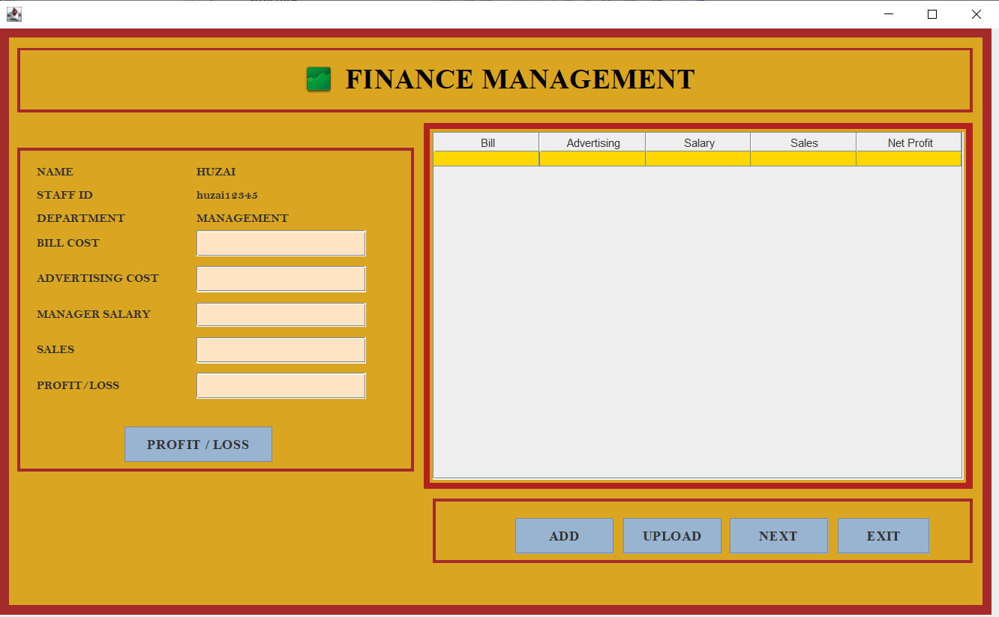 FINANCE MANAGEMENT
NAME HUZAI
STAFF ID huzai12345
DEPARTMENT MANAGEMENT
BILL COST
ADVERTISING COST
MANAGER SALARY
SALES
PROFIT/LOSS
PROFIT / LOSS
Bill Advertising Salary Sales Net Profit
ADD UPLOAD NEXT EXIT